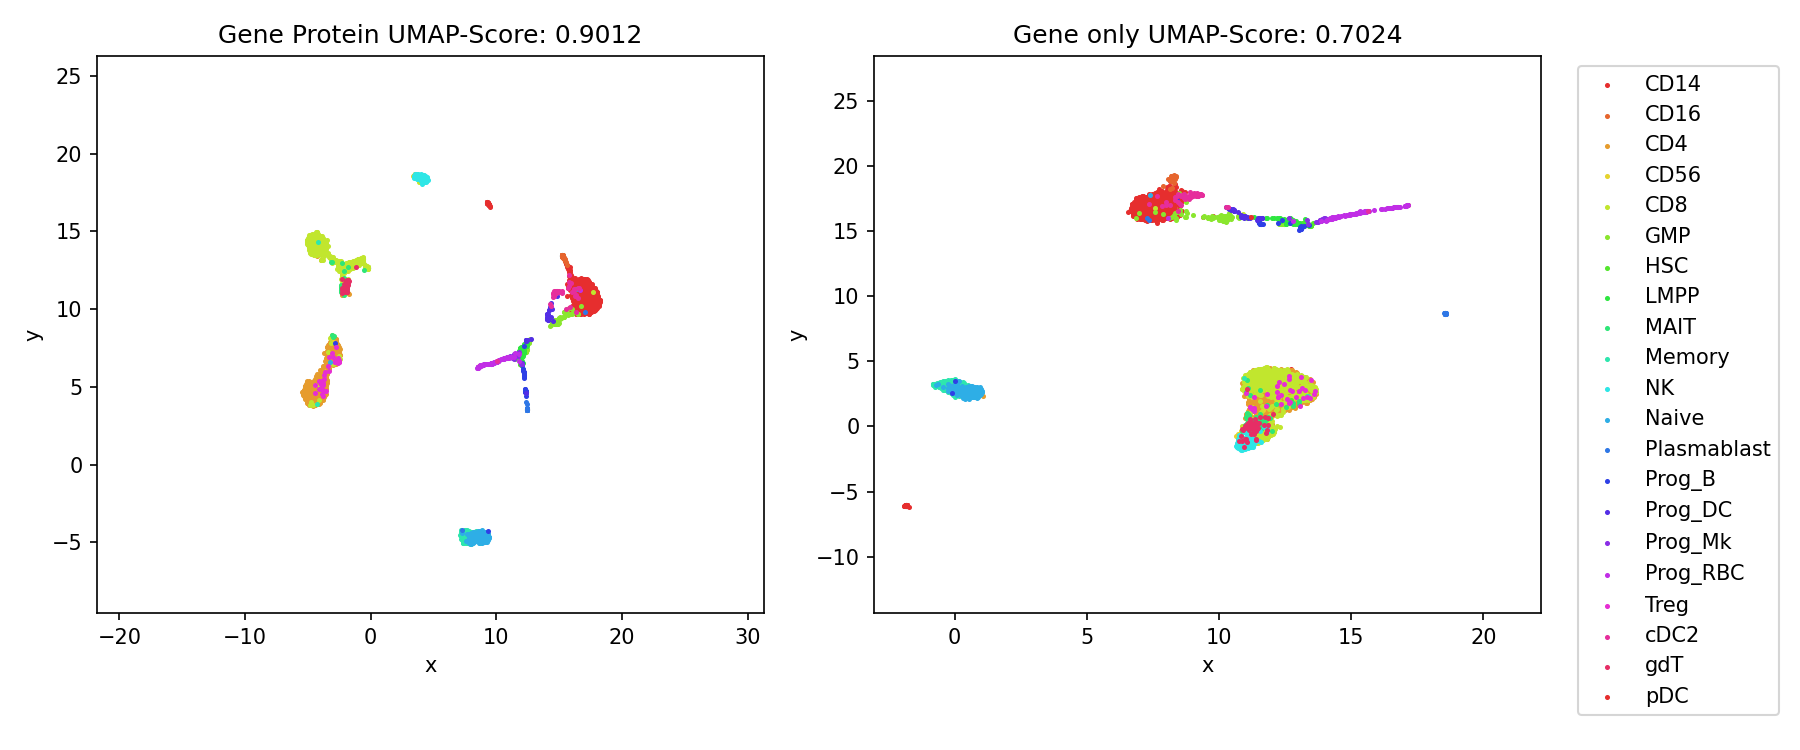 Gene Protein UMAP-Score: 0.9012
25
20
15
10
5
0
−5
−20
−10
0
10
20
30
x
y
Gene only UMAP-Score: 0.7024
25
20
15
10
5
0
−5
−10
0
5
10
15
20
x
y
CD14
CD16
CD4
CD56
CD8
GMP
HSC
LMPP
MAIT
Memory
NK
Naive
Plasmablast
Prog_B
Prog_DC
Prog_Mk
Prog_RBC
Treg
cDC2
gdT
pDC